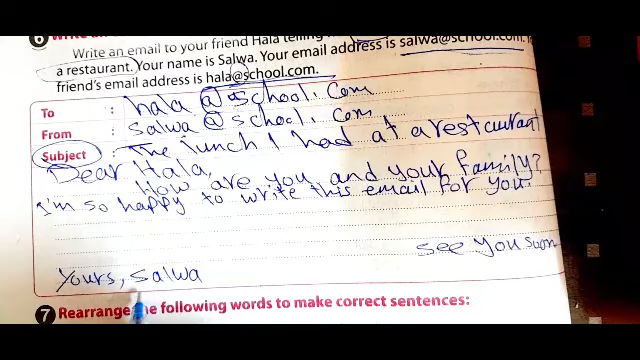 6 Write an
Write an email to your friend Hala telling
a restaurant. Your name is Salwa. Your email address is salwa@school.com.
friend's email address is hala@school.com.
To : hala@school.Com
From : salwa@school.Com
Subject : The lunch I had at a restaurant
Dear Hala,
How are you and your family?
I'm so happy to write this email for you.
see you soon
Yours, Salwa
7 Rearrange the following words to make correct sentences: